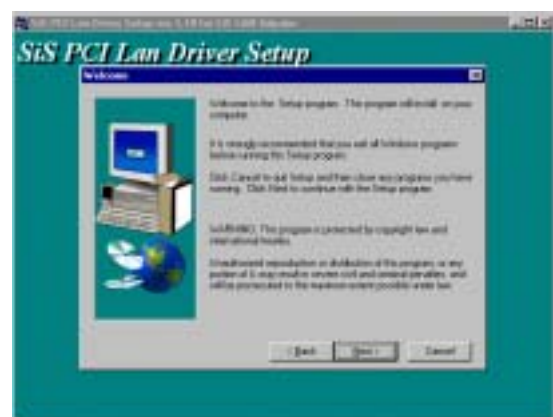 SiS PCI Lan Driver Setup
Welcome
Welcome to the Setup program. This program will install on your
computer.
It is strongly recommended that you exit all Windows programs
before running this Setup program.
Click Cancel to quit Setup and then close any programs you have
running. Click Next to continue with the Setup program.
WARNING: This program is protected by copyright law and
international treaties.
Unauthorized reproduction or distribution of this program, or any
portion of it, may result in severe civil and criminal penalties, and
will be prosecuted to the maximum extent possible under law.
< Back
Next >
Cancel